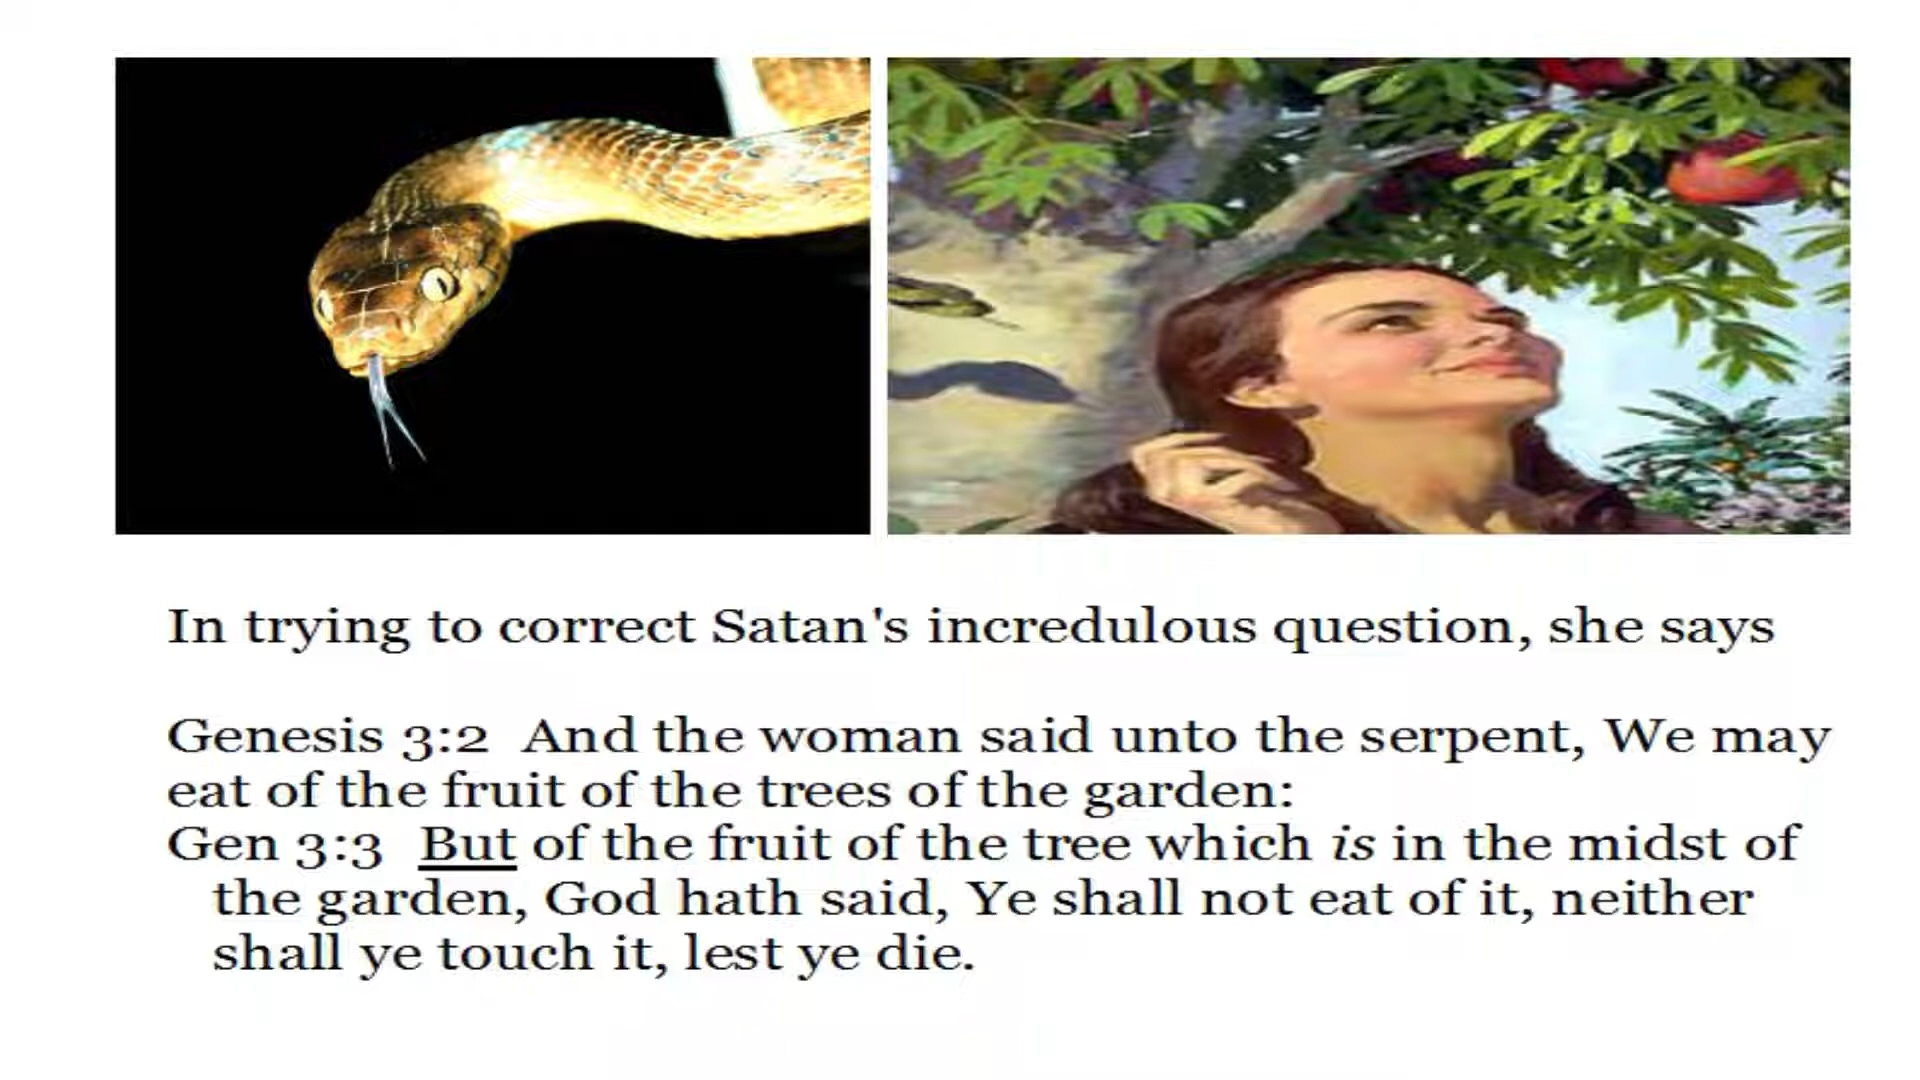 In trying to correct Satan's incredulous question, she says
Genesis 3:2  And the woman said unto the serpent, We may
eat of the fruit of the trees of the garden:
Gen 3:3  But of the fruit of the tree which is in the midst of
the garden, God hath said, Ye shall not eat of it, neither
shall ye touch it, lest ye die.